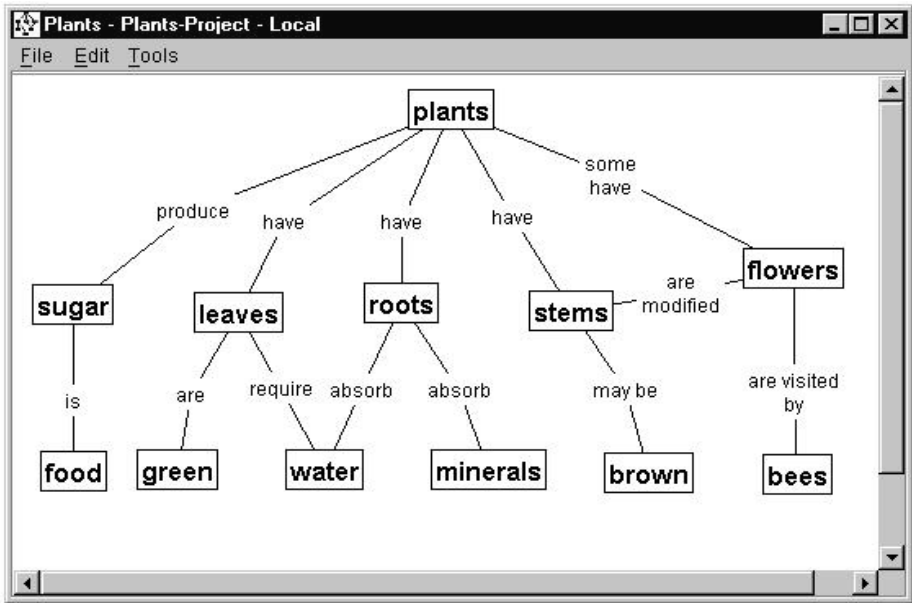 Plants - Plants-Project - Local
File Edit Tools
plants
some
have
produce
have
have
have
flowers
are
modified
sugar
leaves
roots
stems
is
are
require
absorb
absorb
may be
are visited
by
food
green
water
minerals
brown
bees